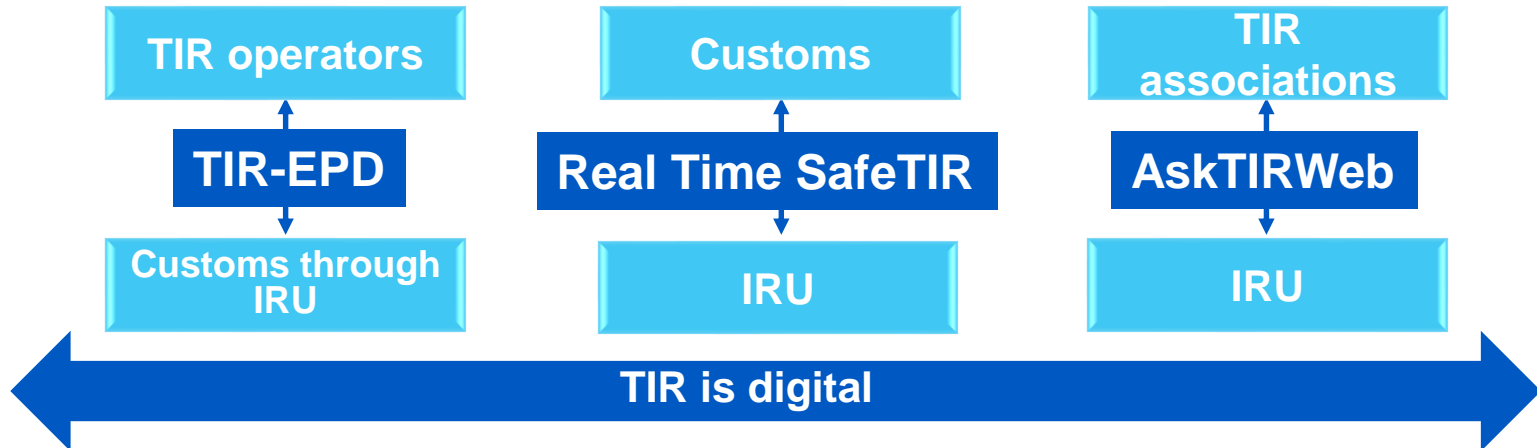 TIR operators
Customs
TIR
associations
TIR-EPD
Real Time SafeTIR
AskTIRWeb
Customs through
IRU
IRU
IRU
TIR is digital